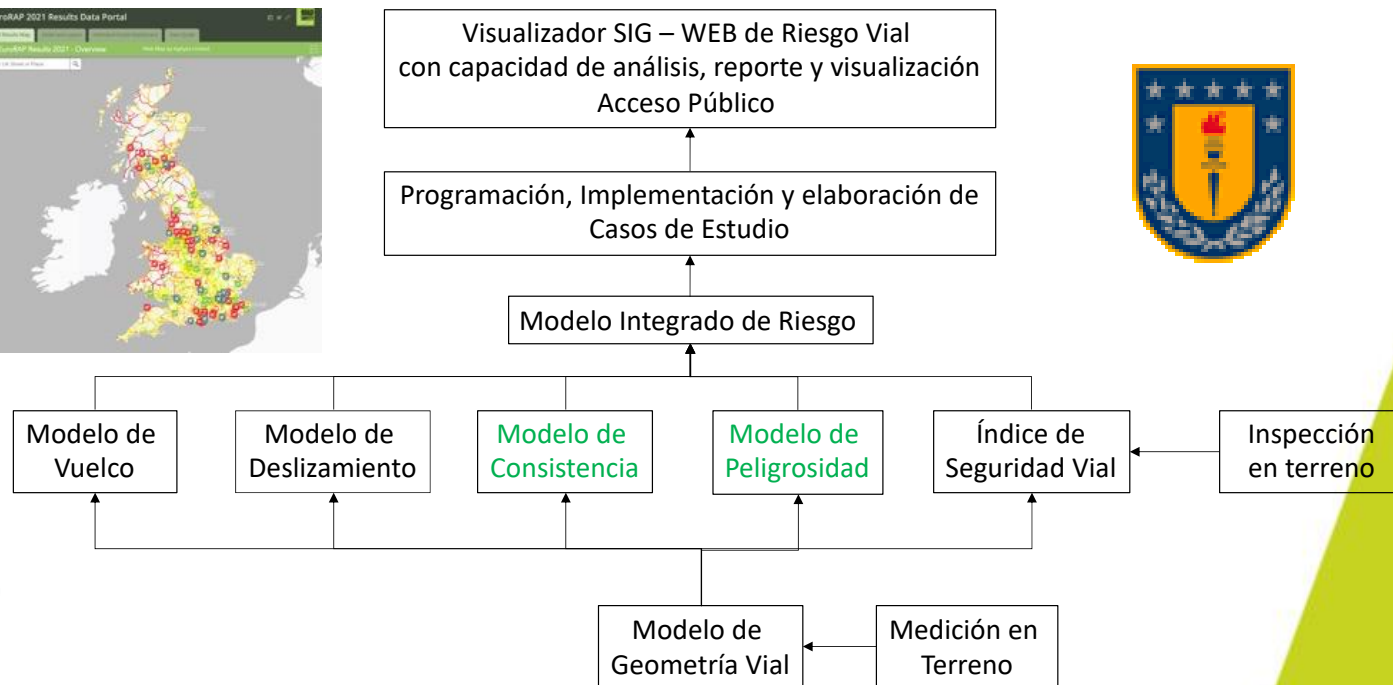 roRAP 2021 Results Data Portal
EuroRAP Results 2021 - Overview
Visualizador SIG – WEB de Riesgo Vial
con capacidad de análisis, reporte y visualización
Acceso Público
Programación, Implementación y elaboración de
Casos de Estudio
Modelo Integrado de Riesgo
Modelo de
Vuelco
Modelo de
Deslizamiento
Modelo de
Consistencia
Modelo de
Peligrosidad
Índice de
Seguridad Vial
Inspección
en terreno
Modelo de
Geometría Vial
Medición en
Terreno